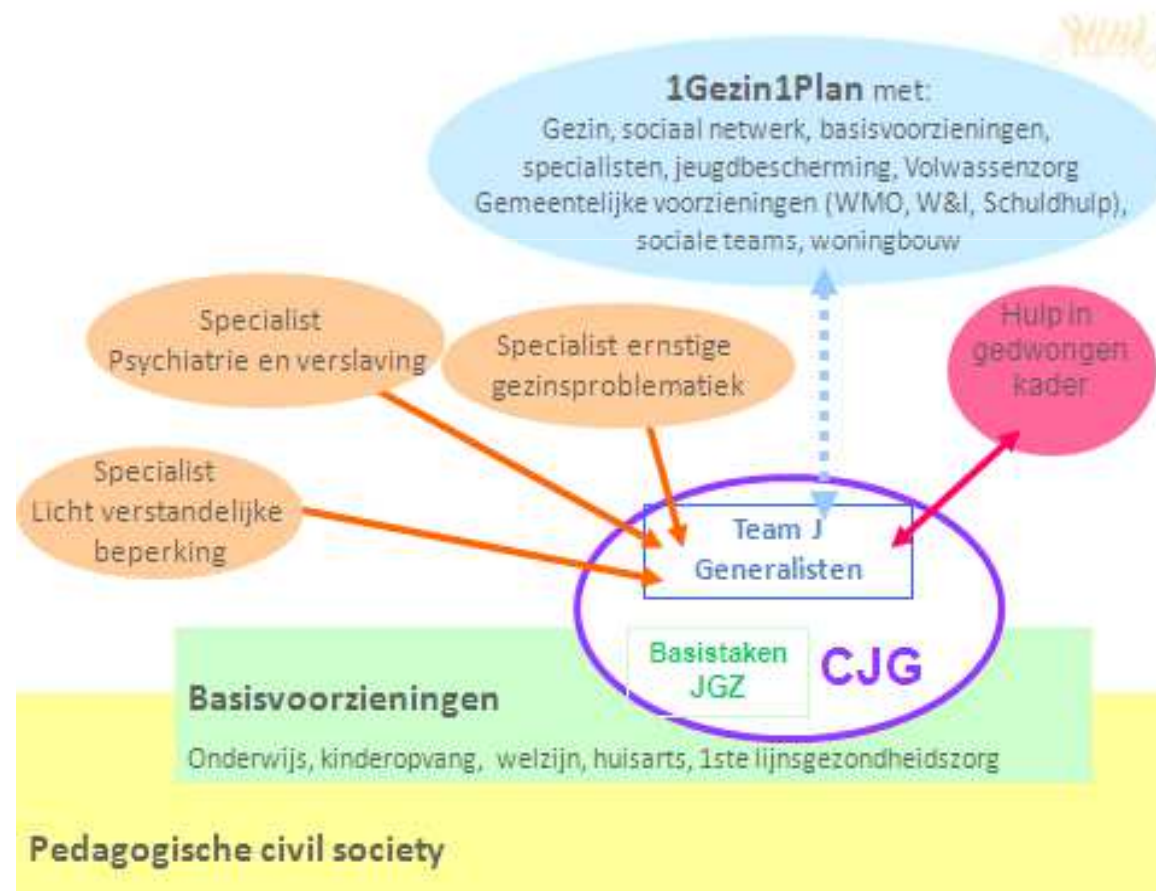 1Gezin1Plan met:
Gezin, sociaal netwerk, basisvoorzieningen,
specialisten, jeugdbescherming, Volwassenzorg
Gemeentelijke voorzieningen (WMO, W&I, Schuldhulp),
sociale teams, woningbouw
Specialist
Psychiatrie en verslaving
Specialist ernstige
gezinsproblematiek
Hulp in
gedwongen
kader
Specialist
Licht verstandelijke
beperking
Team J
Generalisten
Basistaken
JGZ
CJG
Basisvoorzieningen
Onderwijs, kinderopvang, welzijn, huisarts, 1ste lijnsgezondheidszorg
Pedagogische civil society